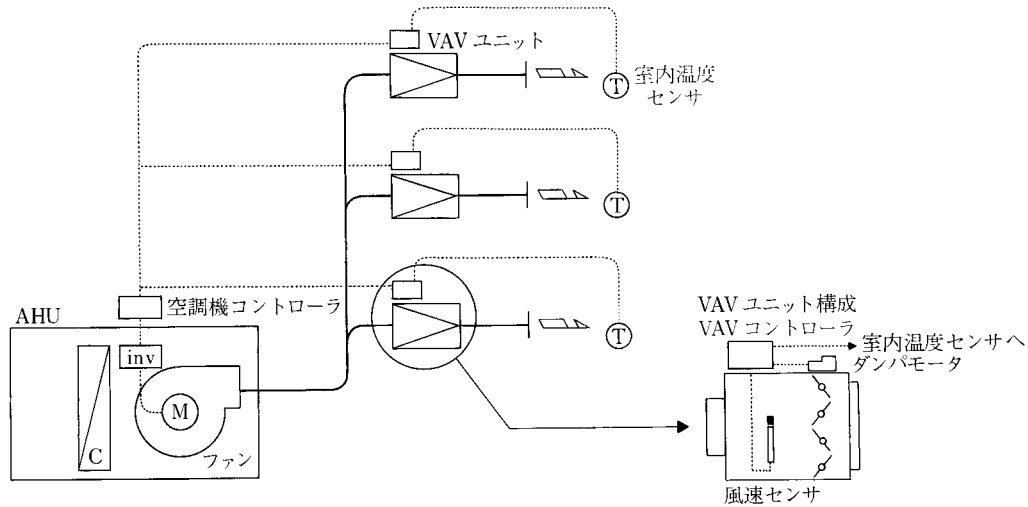 VAV ユニット
室内温度
センサ
T
T
空調機コントローラ
AHU
inv
M
C
ファン
T
VAV ユニット構成
VAV コントローラ
室内温度センサへ
ダンパモータ
風速センサ